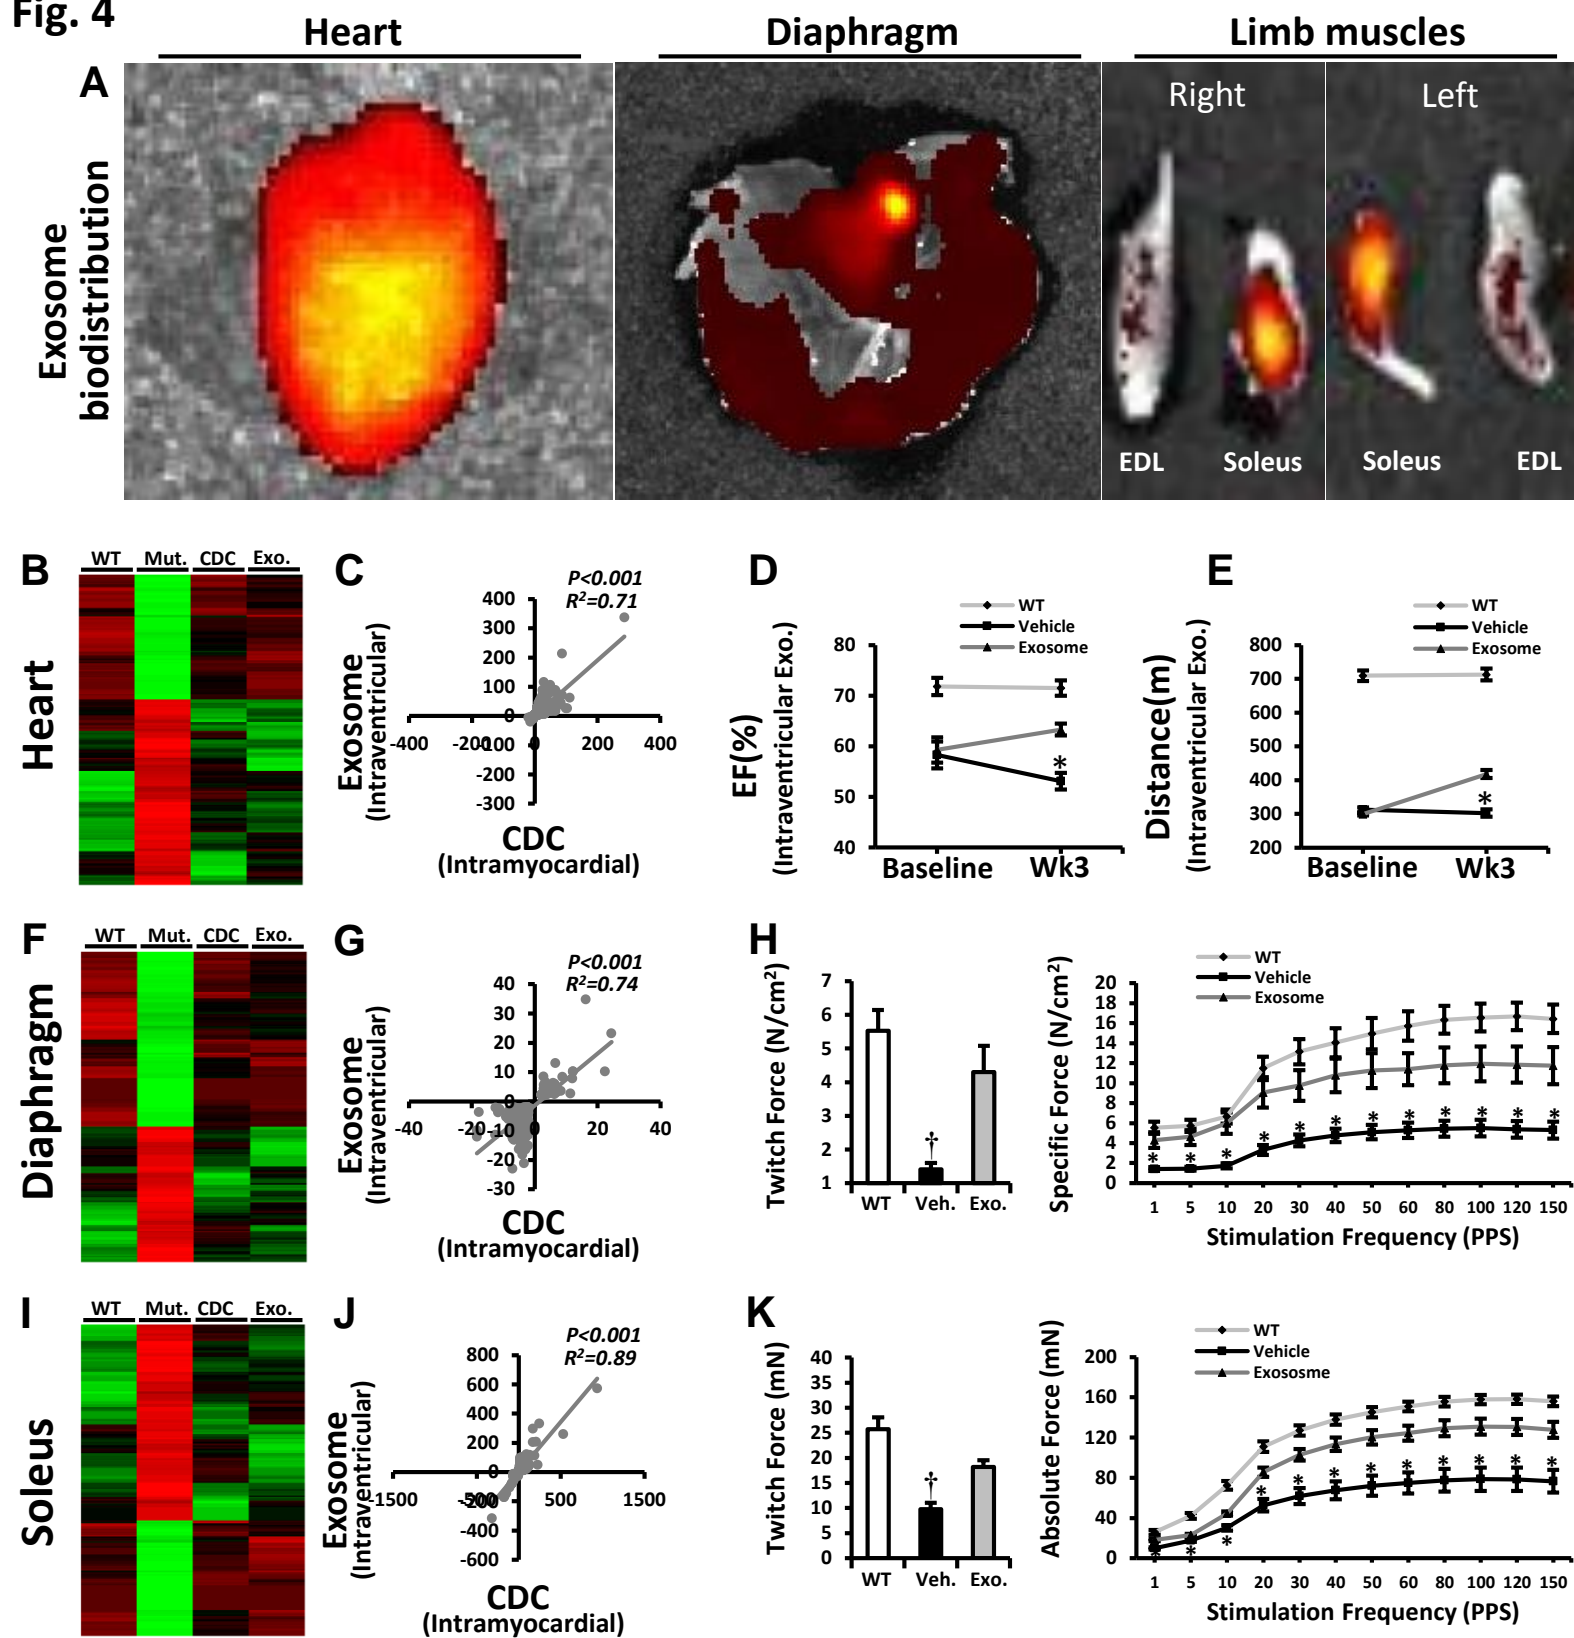 Fig. 4
Heart
Diaphragm
Limb muscles
A
Exosome
biodistribution
Right
Left
EDL
Soleus
Soleus
EDL
B
WT Mut. CDC Exo.
Heart
C
P<0.001
R²=0.71
400
300
200
100
0
-100
-200
-300
-400 -200 0 200 400
Exosome
(Intraventricular)
CDC
(Intramyocardial)
D
WT
Vehicle
Exosome
EF(%)
(Intraventricular Exo.)
80
70
60
50
40
*
Baseline Wk3
E
WT
Vehicle
Exosome
Distance(m)
(Intraventricular Exo.)
800
700
600
500
400
300
200
*
Baseline Wk3
F
WT Mut. CDC Exo.
Diaphragm
G
P<0.001
R²=0.74
40
30
20
10
0
-10
-20
-30
-40 -20 0 20 40
Exosome
(Intraventricular)
CDC
(Intramyocardial)
H
Twitch Force (N/cm²)
7
6
5
4
3
2
1
†
WT Veh. Exo.
WT
Vehicle
Exosome
Specific Force (N/cm²)
20
18
16
14
12
10
8
6
4
2
0
* * * * * * * * * * * *
1 5 10 20 30 40 50 60 80 100 120 150
Stimulation Frequency (PPS)
I
WT Mut. CDC Exo.
Soleus
J
P<0.001
R²=0.89
800
600
400
200
0
-200
-400
-600
-1500 -500 500 1500
Exosome
(Intraventricular)
CDC
(Intramyocardial)
K
Twitch Force (mN)
40
35
30
25
20
15
10
5
0
†
WT Veh. Exo.
WT
Vehicle
Exososme
Absolute Force (mN)
200
160
120
80
40
0
* * * * * * * * * * * *
1 5 10 20 30 40 50 60 80 100 120 150
Stimulation Frequency (PPS)